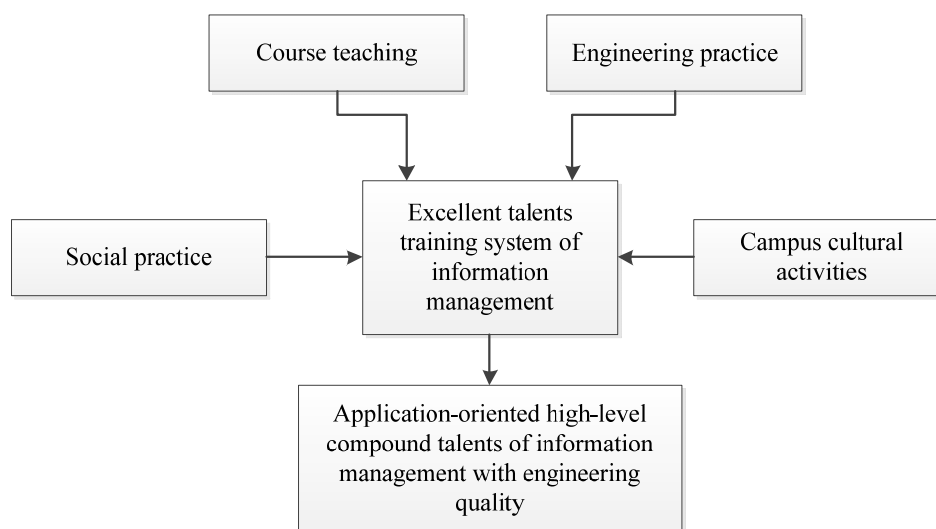 Course teaching
Engineering practice
Social practice
Excellent talents
training system of
information
management
Campus cultural
activities
Application-oriented high-level
compound talents of information
management with engineering
quality